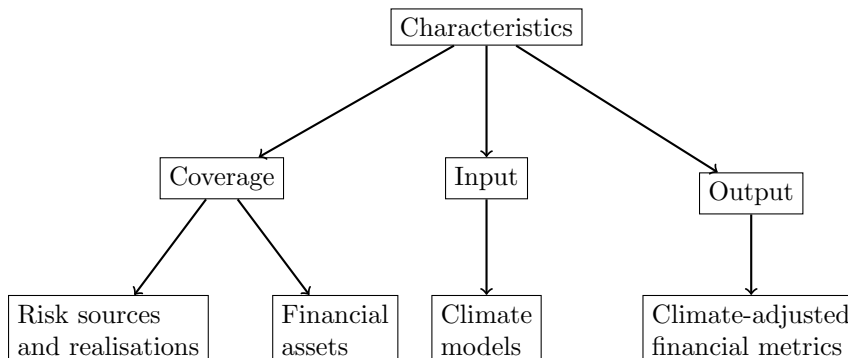 Characteristics
Coverage
Input
Output
Risk sources
and realisations
Financial
assets
Climate
models
Climate-adjusted
financial metrics